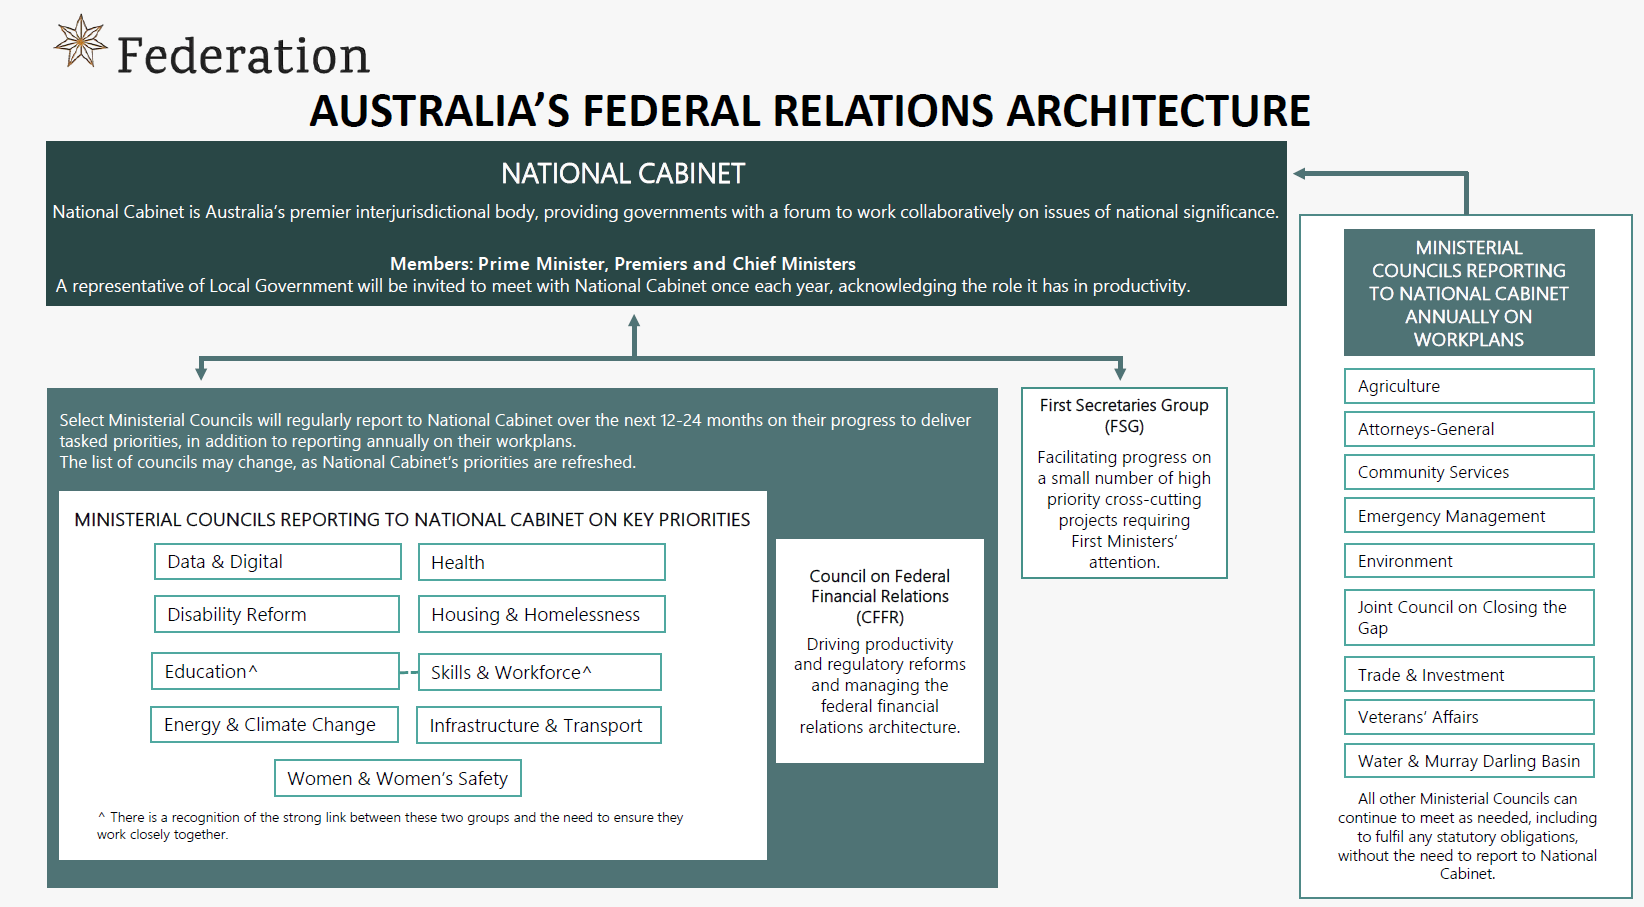 Federation
AUSTRALIA’S FEDERAL RELATIONS ARCHITECTURE
NATIONAL CABINET
National Cabinet is Australia’s premier interjurisdictional body, providing governments with a forum to work collaboratively on issues of national significance.
Members: Prime Minister, Premiers and Chief Ministers
A representative of Local Government will be invited to meet with National Cabinet once each year, acknowledging the role it has in productivity.
Select Ministerial Councils will regularly report to National Cabinet over the next 12-24 months on their progress to deliver
tasked priorities, in addition to reporting annually on their workplans.
The list of councils may change, as National Cabinet’s priorities are refreshed.
MINISTERIAL COUNCILS REPORTING TO NATIONAL CABINET ON KEY PRIORITIES
Data & Digital
Health
Disability Reform
Housing & Homelessness
Education^
Skills & Workforce^
Energy & Climate Change
Infrastructure & Transport
Women & Women’s Safety
^ There is a recognition of the strong link between these two groups and the need to ensure they
work closely together.
Council on Federal
Financial Relations
(CFFR)
Driving productivity
and regulatory reforms
and managing the
federal financial
relations architecture.
First Secretaries Group
(FSG)
Facilitating progress on
a small number of high
priority cross-cutting
projects requiring
First Ministers’
attention.
MINISTERIAL
COUNCILS REPORTING
TO NATIONAL CABINET
ANNUALLY ON
WORKPLANS
Agriculture
Attorneys-General
Community Services
Emergency Management
Environment
Joint Council on Closing the
Gap
Trade & Investment
Veterans’ Affairs
Water & Murray Darling Basin
All other Ministerial Councils can
continue to meet as needed, including
to fulfil any statutory obligations,
without the need to report to National
Cabinet.